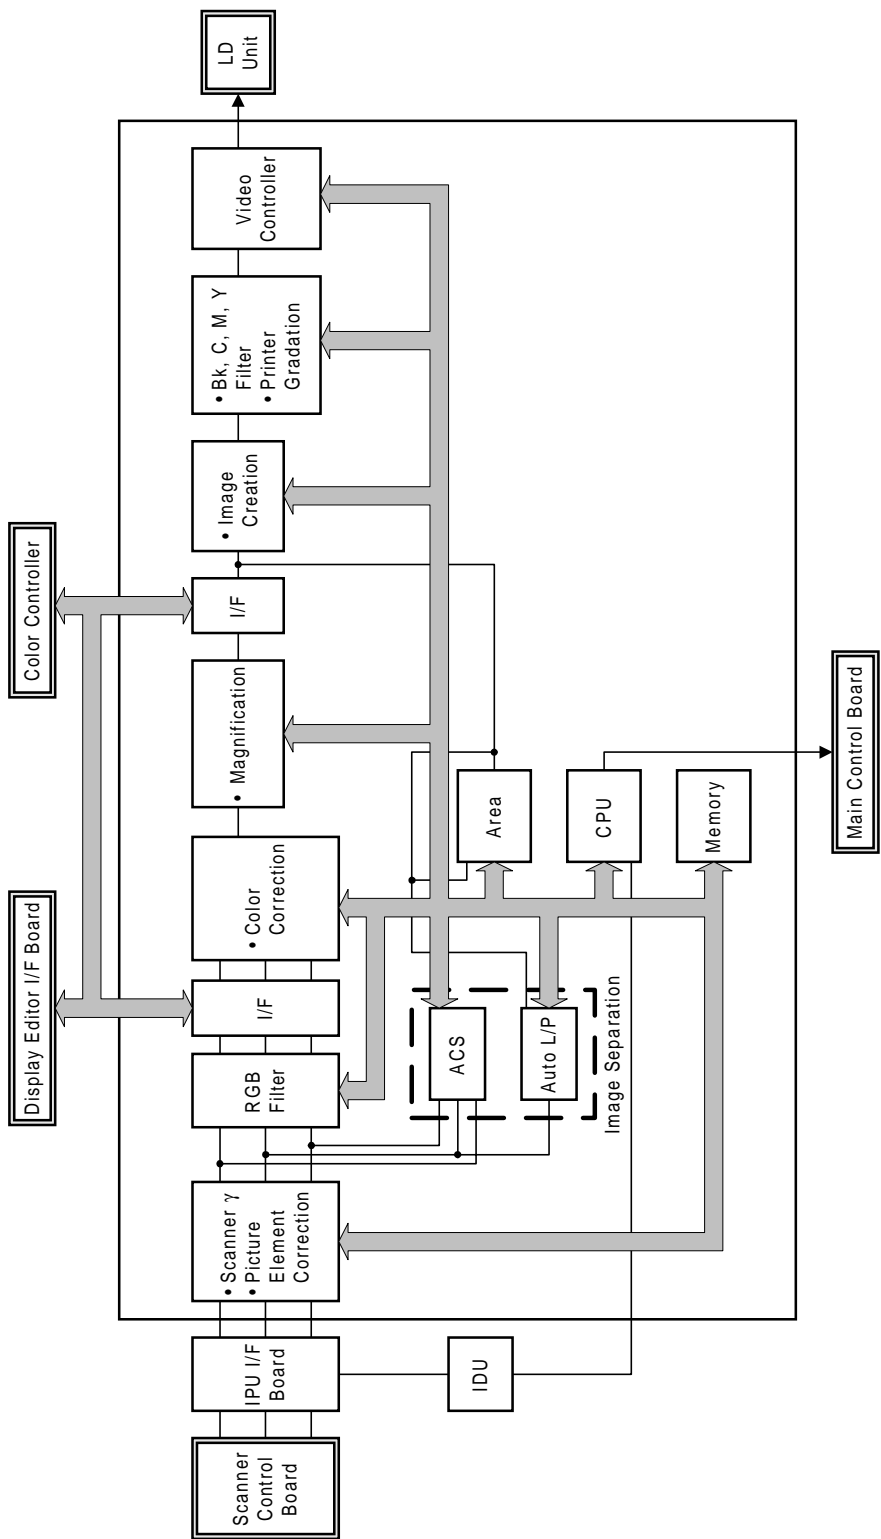 Scanner
Control
Board
IPU I/F
Board
IDU
• Scanner γ
• Picture
Element
Correction
RGB
Filter
I/F
• Color
Correction
• Magnification
I/F
• Image
Creation
• Bk, C, M, Y
Filter
• Printer
Gradation
Video
Controller
LD
Unit
Display Editor I/F Board
Color Controller
ACS
Auto L/P
Image Separation
Area
CPU
Memory
Main Control Board